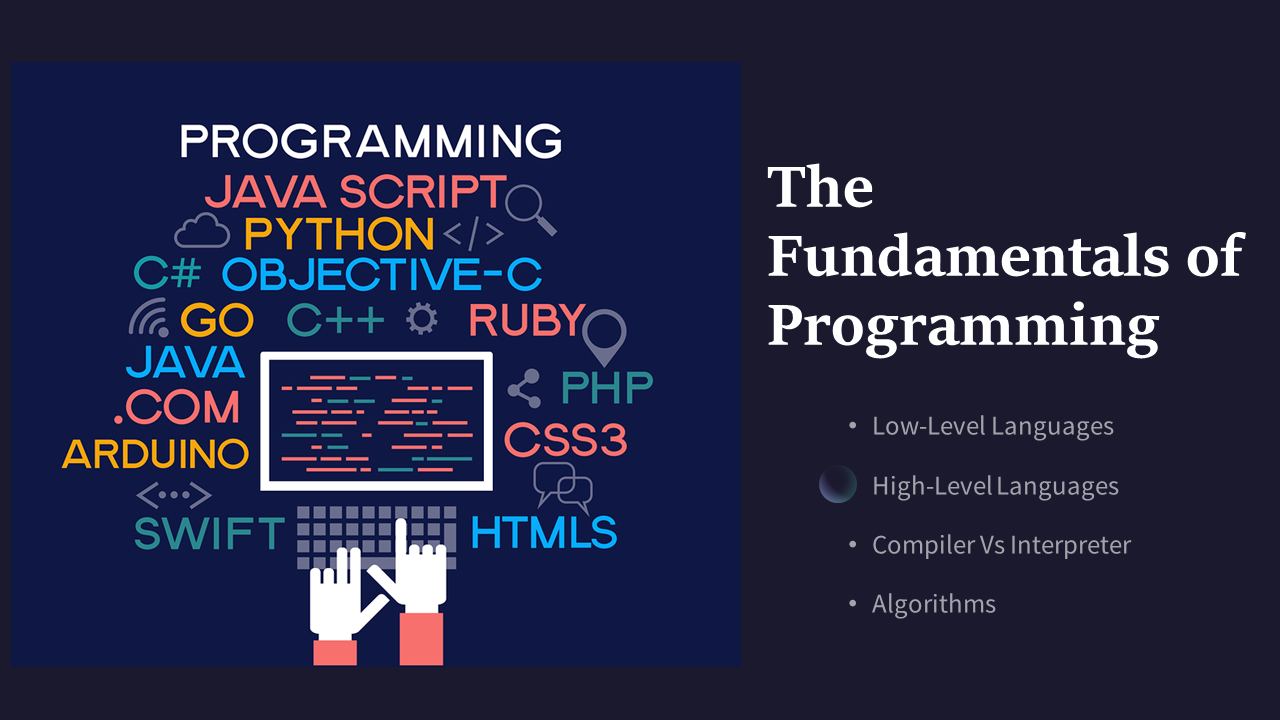 PROGRAMMING
JAVA SCRIPT
PYTHON </>
C# OBJECTIVE-C
GO C++ RUBY
JAVA
.COM
ARDUINO
SWIFT
PHP
CSS3
HTMLS
The
Fundamentals of
Programming
• Low-Level Languages
High-Level Languages
• Compiler Vs Interpreter
• Algorithms